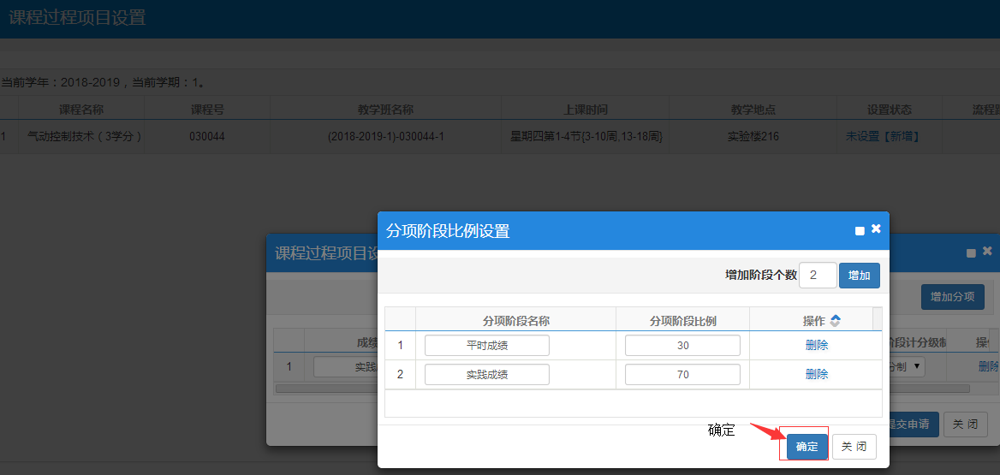 课程过程项目设置
当前学年：2018-2019，当前学期：1。
课程名称 课程号 教学班名称 上课时间 教学地点 设置状态 流程
1 气动控制技术（3学分） 030044 (2018-2019-1)-030044-1 星期四第1-4节{3-10周,13-18周} 实验楼216 未设置【新增】
分项阶段比例设置
课程过程项目设
增加阶段个数 2 增加
增加分项
分项阶段名称 分项阶段比例 操作
成绩 阶段计分级制
1 平时成绩 30 删除
1 实践 分制 删除
2 实践成绩 70 删除
确定
提交申请 关 闭
确定 关 闭